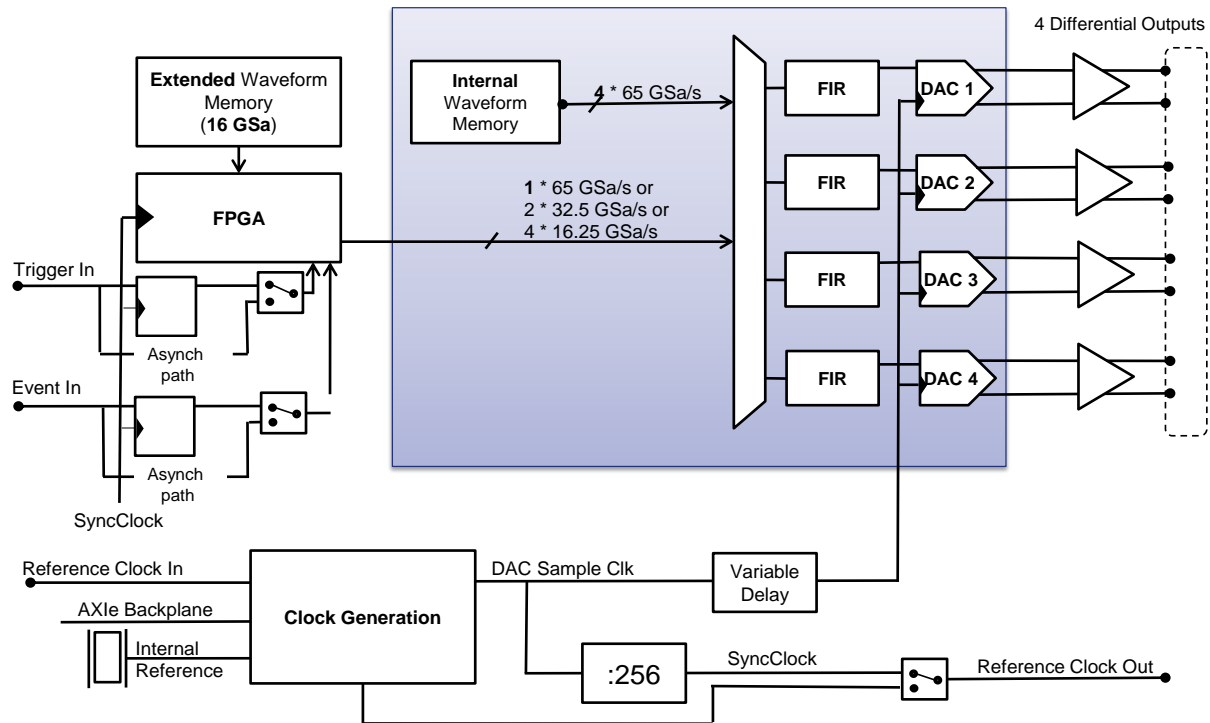 4 Differential Outputs
Extended Waveform
Memory
(16 GSa)
Internal
Waveform
Memory
4 * 65 GSa/s
FIR
DAC 1
FPGA
1 * 65 GSa/s or
2 * 32.5 GSa/s or
4 * 16.25 GSa/s
FIR
DAC 2
Trigger In
FIR
DAC 3
Asynch
path
Event In
FIR
DAC 4
Asynch
path
SyncClock
Reference Clock In
AXIe Backplane
Internal
Reference
Clock Generation
DAC Sample Clk
Variable
Delay
:256
SyncClock
Reference Clock Out